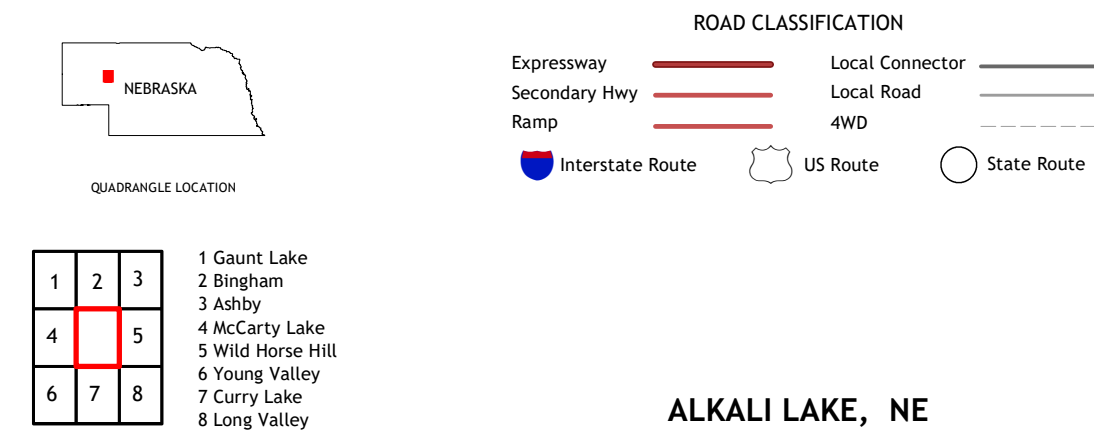 NEBRASKA
QUADRANGLE LOCATION
ROAD CLASSIFICATION
Expressway
Local Connector
Secondary Hwy
Local Road
Ramp
4WD
Interstate Route
US Route
State Route
1 2 3
4 5
6 7 8
1 Gaunt Lake
2 Bingham
3 Ashby
4 McCarty Lake
5 Wild Horse Hill
6 Young Valley
7 Curry Lake
8 Long Valley
ALKALI LAKE, NE